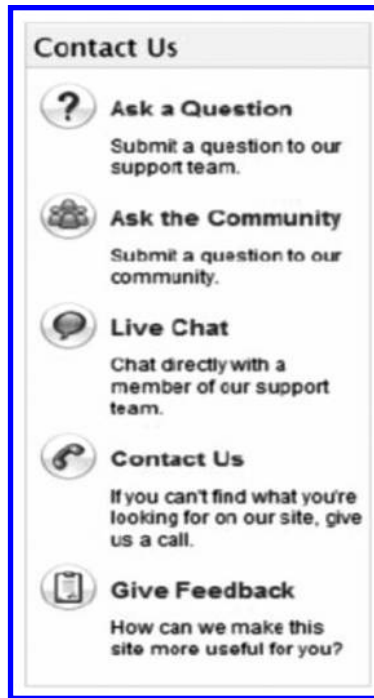 Contact Us
?
Ask a Question
Submit a question to our
support team.
Ask the Community
Submit a question to our
community.
Live Chat
Chat directly with a
member of our support
team.
Contact Us
If you can't find what you're
looking for on our site, give
us a call.
Give Feedback
How can we make this
site more useful for you?